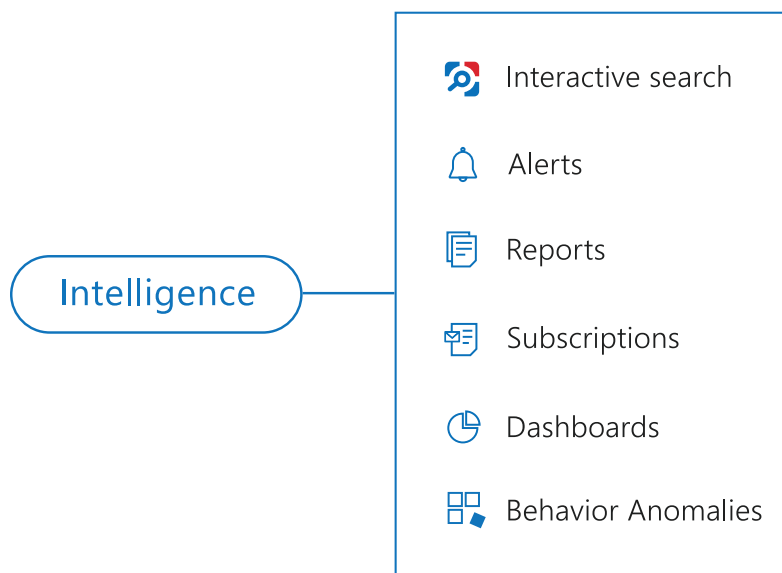 Intelligence
Interactive search
Alerts
Reports
Subscriptions
Dashboards
Behavior Anomalies